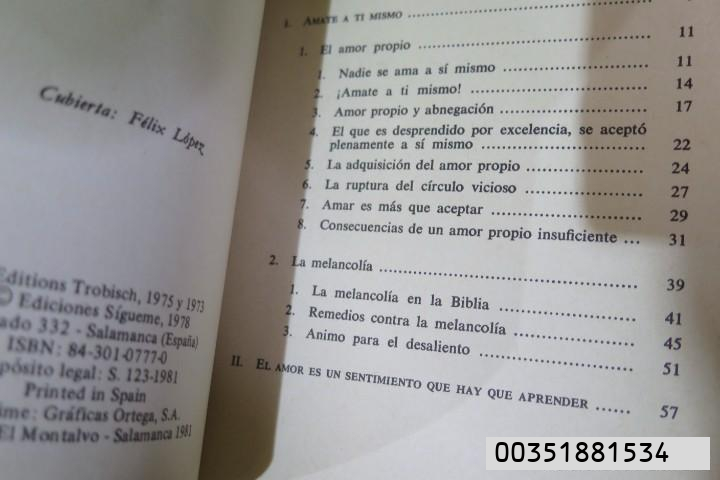 Cubierta: Félix López
Editions Trobisch, 1975 y 1973
© Ediciones Sígueme, 1978
ado 332 - Salamanca (España)
ISBN: 84-301-0777-0
pósito legal: S. 123-1981
Printed in Spain
ime: Gráficas Ortega, S.A.
El Montalvo - Salamanca 1981
I. AMATE A TI MISMO
1. El amor propio 11
1. Nadie se ama a sí mismo 11
2. ¡Amate a ti mismo! 14
3. Amor propio y abnegación 17
4. El que es desprendido por excelencia, se aceptó
plenamente a sí mismo 22
5. La adquisición del amor propio 24
6. La ruptura del círculo vicioso 27
7. Amar es más que aceptar 29
8. Consecuencias de un amor propio insuficiente ... 31
2. La melancolía 39
1. La melancolía en la Biblia 41
2. Remedios contra la melancolía 45
3. Animo para el desaliento 51
II. EL AMOR ES UN SENTIMIENTO QUE HAY QUE APRENDER ...... 57
00351881534